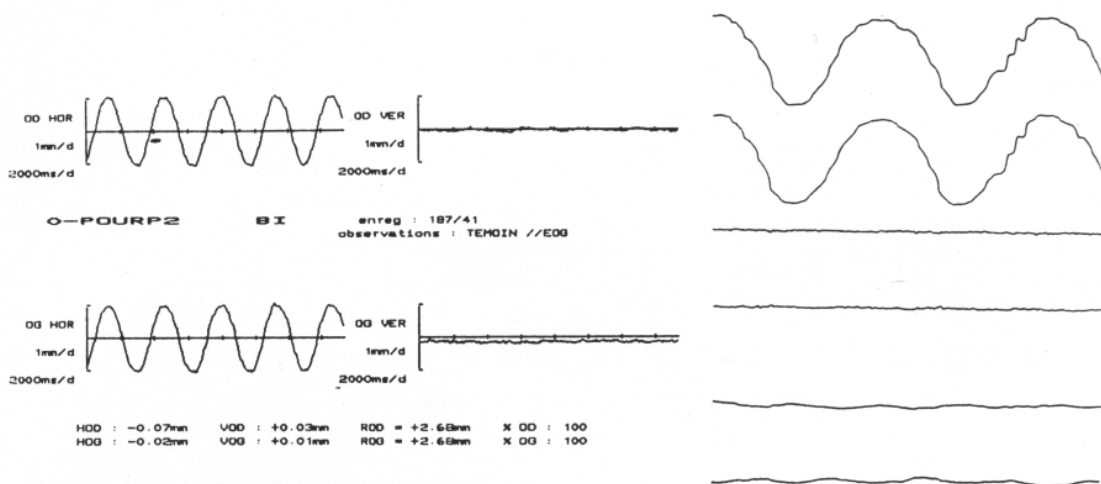 OD HOR
1mm/d
2000ms/d
OD VER
1mm/d
2000ms/d
O-POURP2 BI enreg : 187/41
observations : TEMOIN //EOG
OG HOR
1mm/d
2000ms/d
OG VER
1mm/d
2000ms/d
HOD : -0.07mm VOD : +0.03mm ROD = +2.68mm % OD : 100
HOG : -0.02mm VOG : +0.01mm ROG = +2.68mm % OG : 100